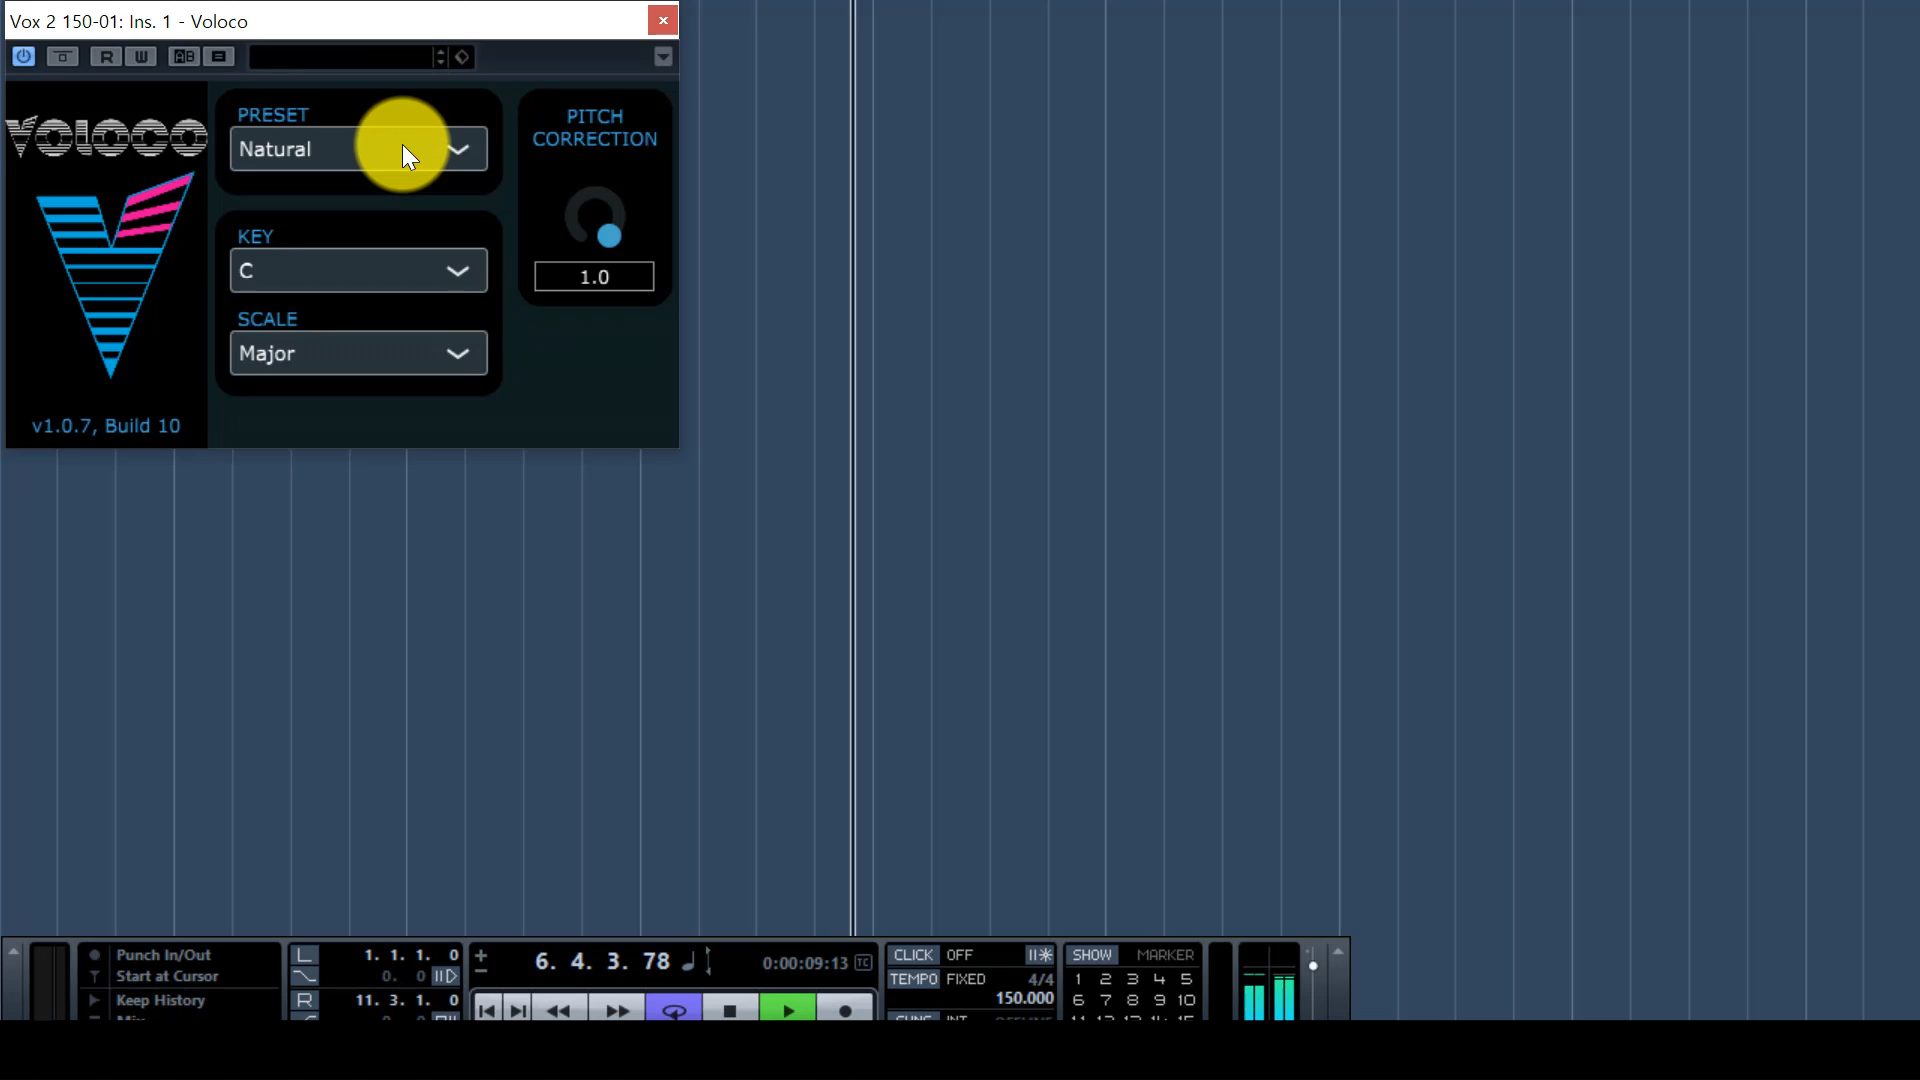 Vox 2 150-01: Ins. 1 - Voloco
R W AB
VOLOCO
PRESET
Natural
KEY
C
SCALE
Major
PITCH
CORRECTION
1.0
v1.0.7, Build 10
Punch In/Out
Start at Cursor
Keep History
L 1. 1. 1. 0
0. 0
R 11. 3. 1. 0
6. 4. 3. 78
0:00:09:13 TC
CLICK OFF
TEMPO FIXED 4/4
150.000
SHOW MARKER
1 2 3 4 5
6 7 8 9 10